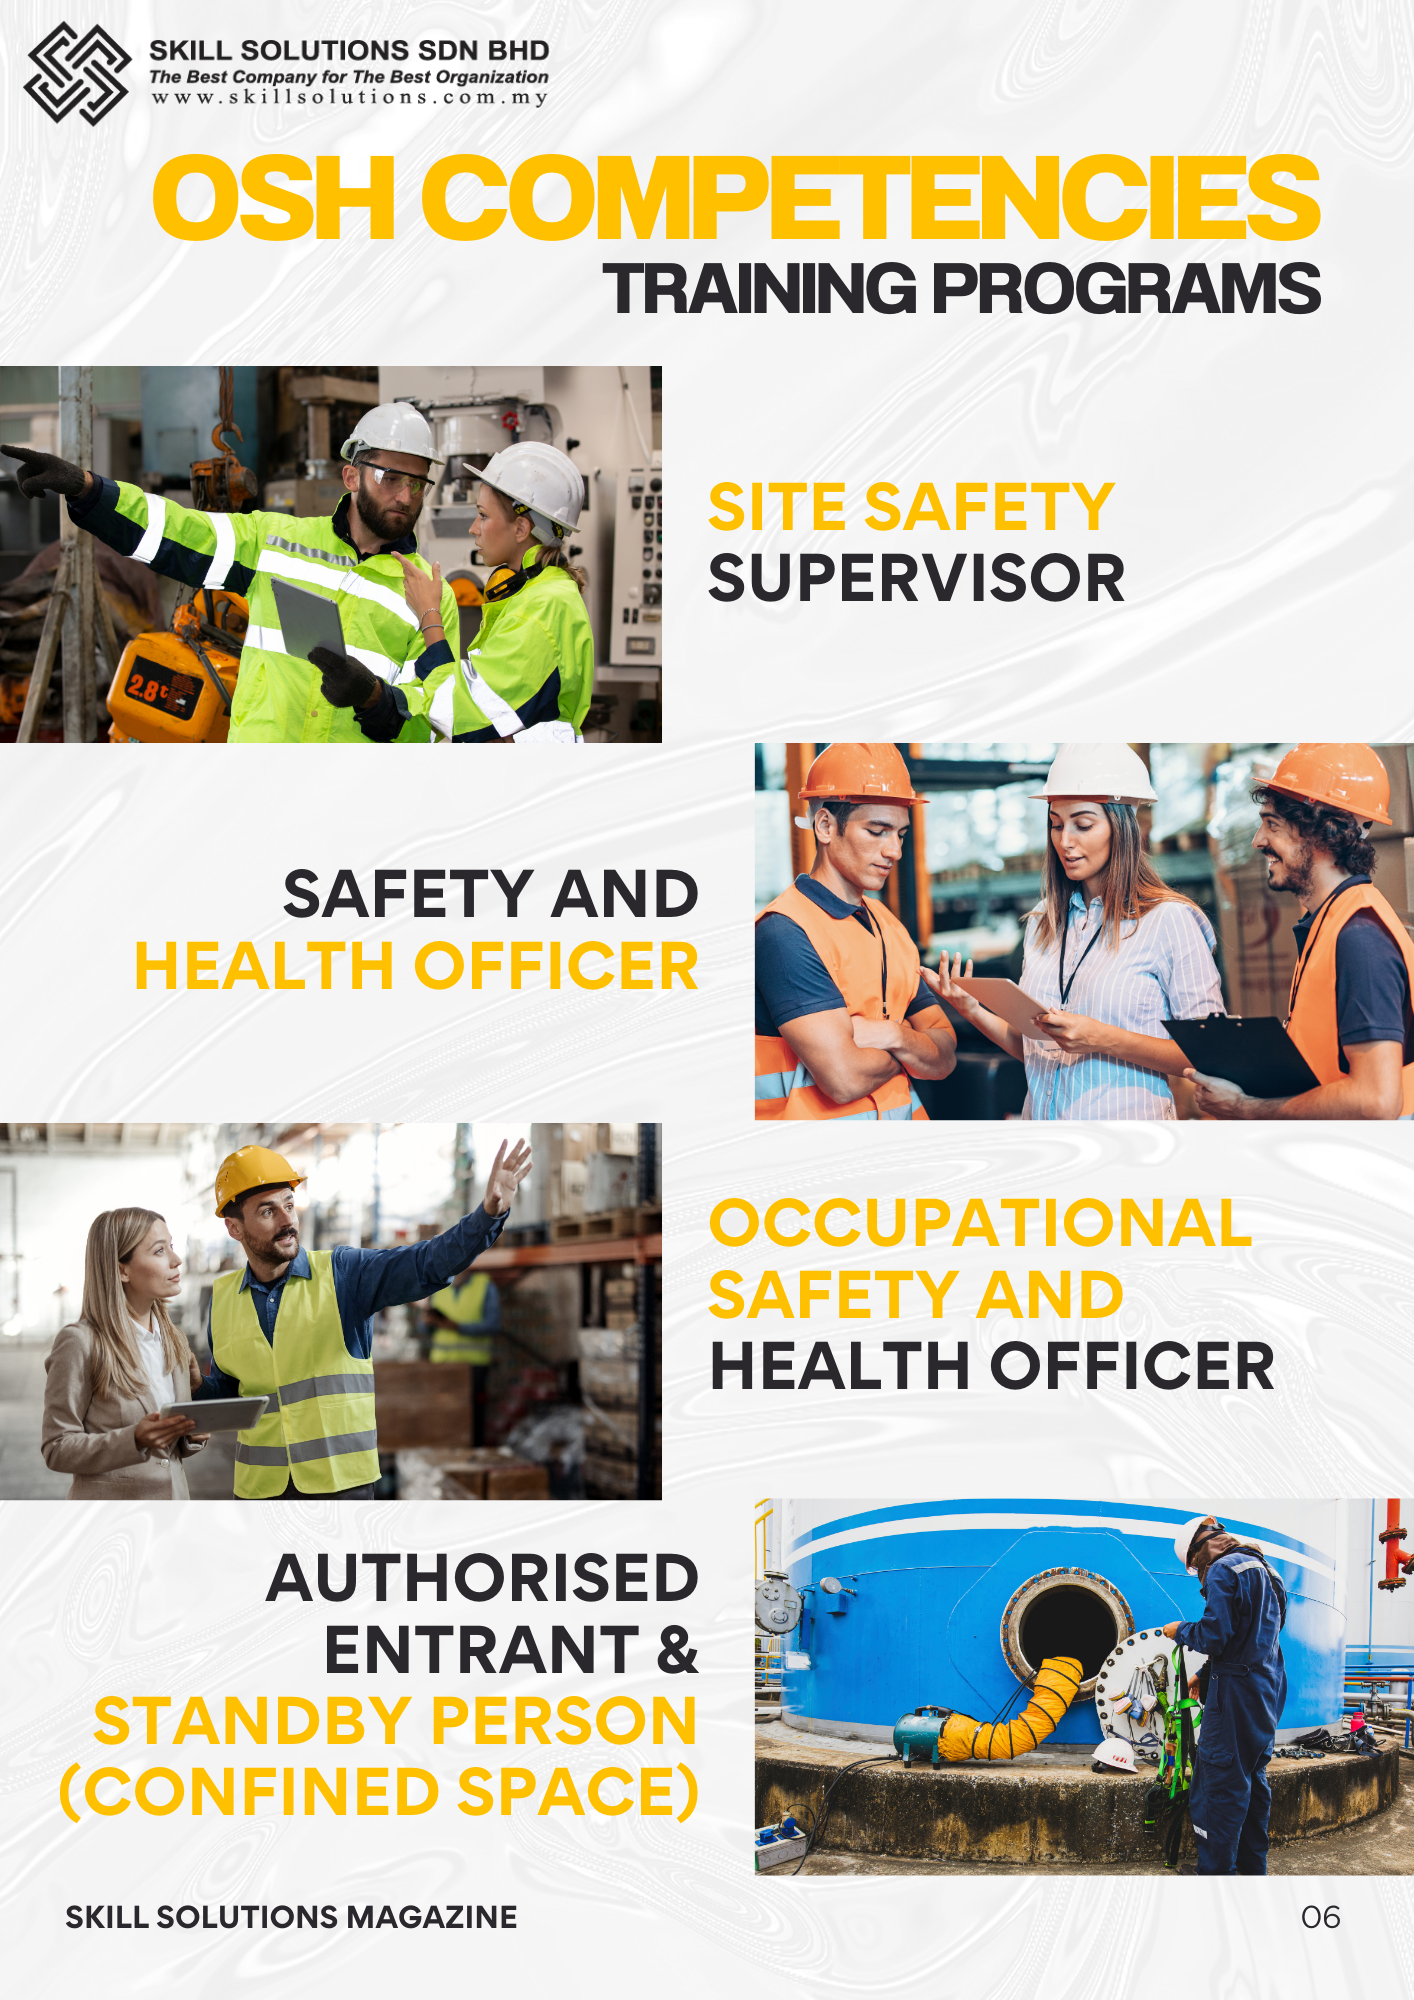 SKILL SOLUTIONS SDN BHD
The Best Company for The Best Organization
www.skillsolutions.com.my
OSH COMPETENCIES
TRAINING PROGRAMS
SITE SAFETY
SUPERVISOR
2.8t
SAFETY AND
HEALTH OFFICER
OCCUPATIONAL
SAFETY AND
HEALTH OFFICER
AUTHORISED
ENTRANT &
STANDBY PERSON
(CONFINED SPACE)
SKILL SOLUTIONS MAGAZINE
06